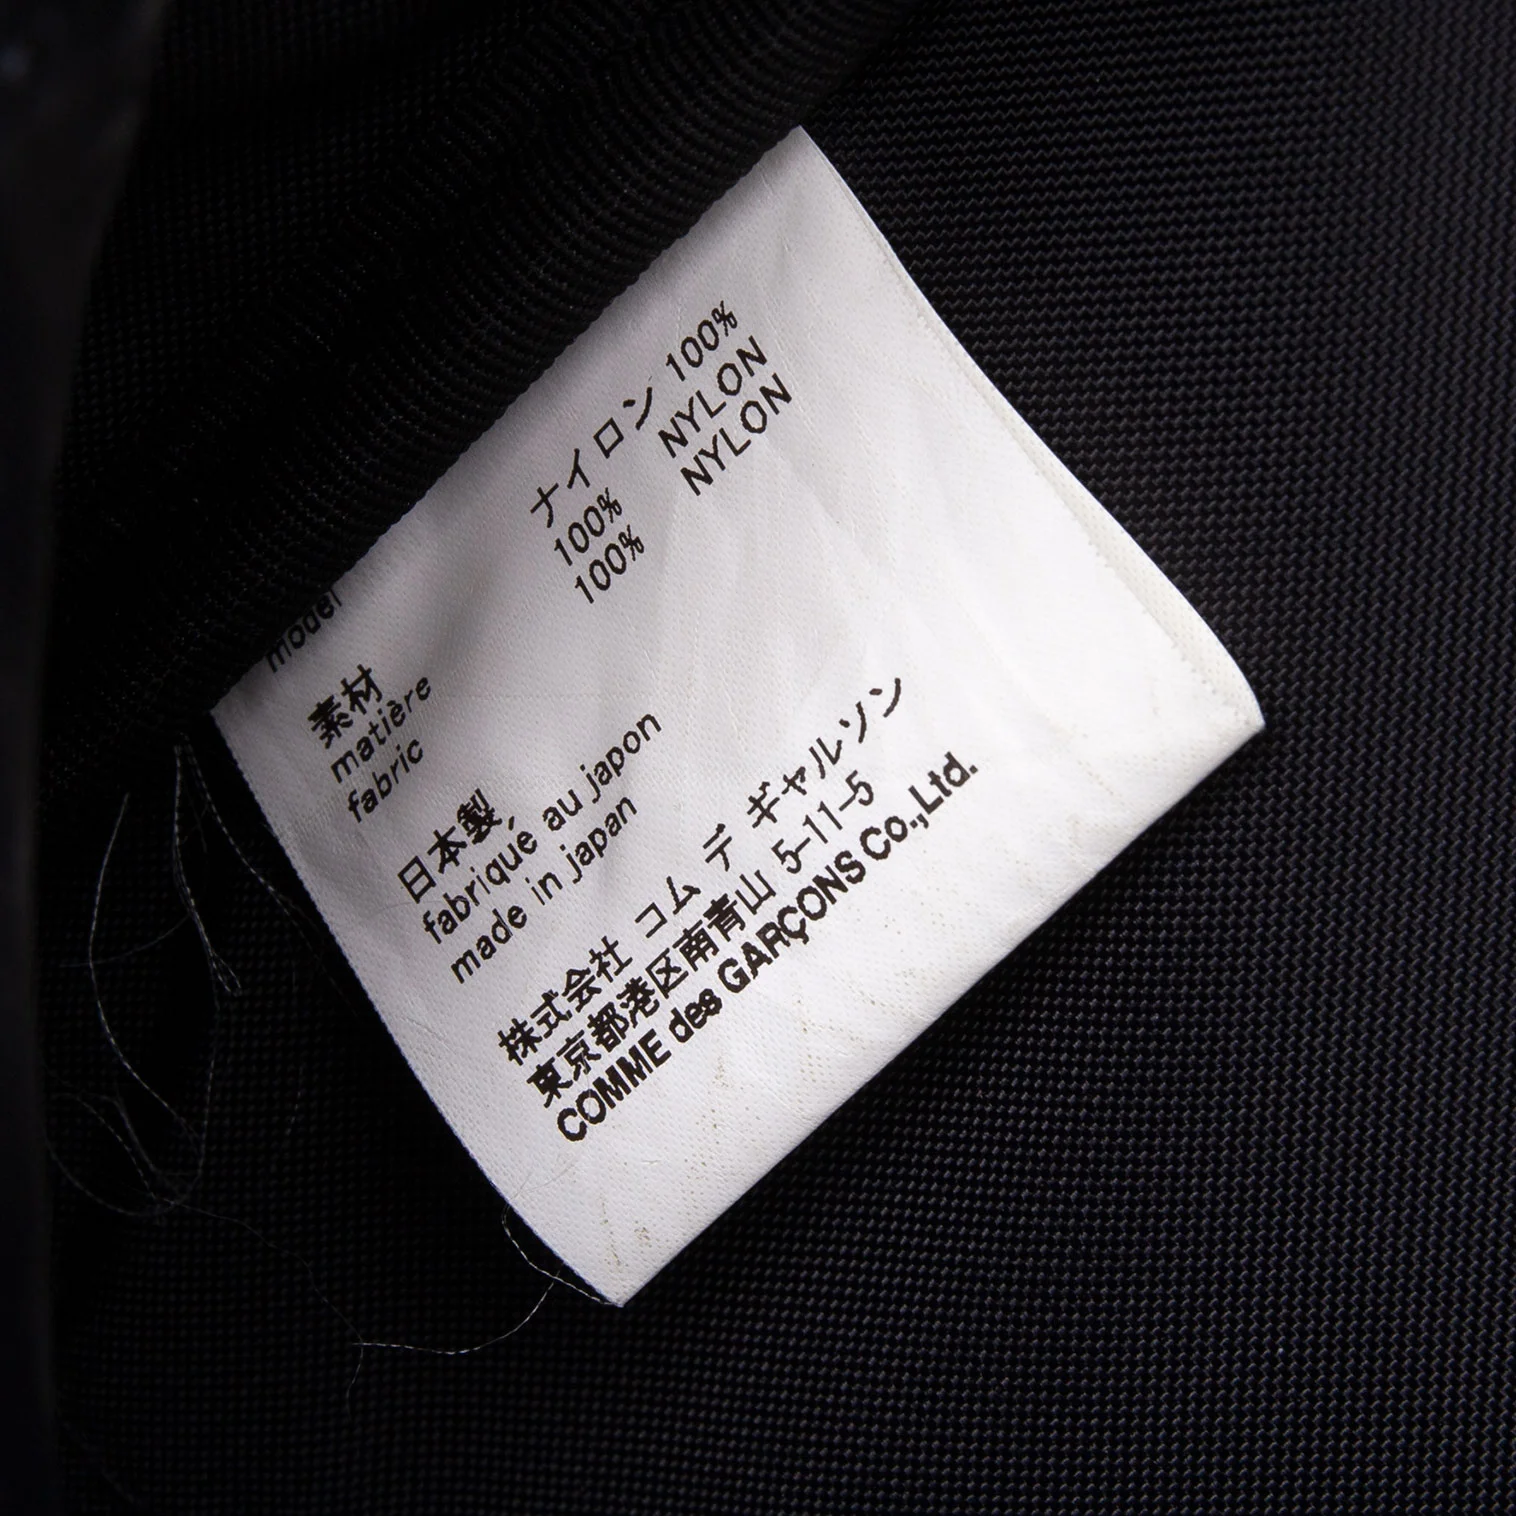 model
素材 ナイロン 100%
matière 100% NYLON
fabric 100% NYLON
日本製
fabriqué au japon
made in japan
株式会社 コム デ ギャルソン
東京都港区南青山 5-11-5
COMME des GARÇONS Co.,Ltd.